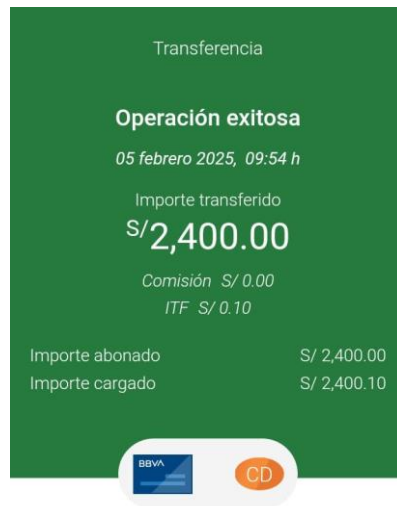 Transferencia
Operación exitosa
05 febrero 2025, 09:54 h
Importe transferido
S/2,400.00
Comisión S/ 0.00
ITF S/ 0.10
Importe abonado S/ 2,400.00
Importe cargado S/ 2,400.10
BBVA CD